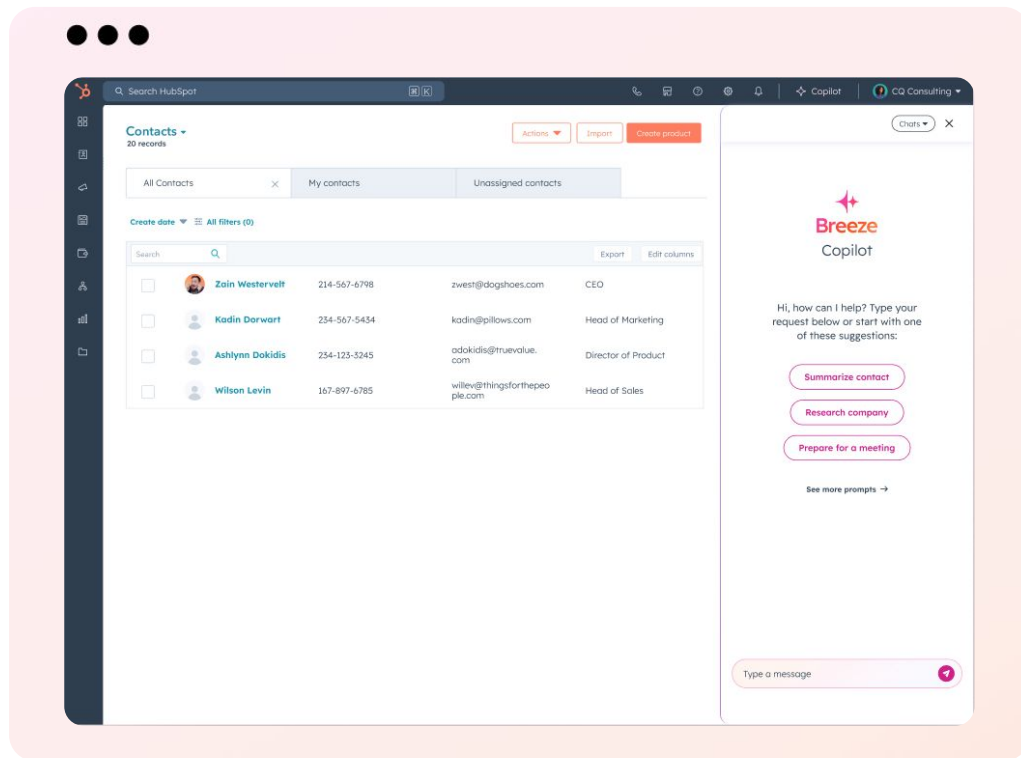 Search HubSpot
⌘ K
Copilot
CQ Consulting
Contacts
20 records
Actions
Import
Create product
All Contacts
My contacts
Unassigned contacts
Create date
All filters (0)
Search
Export
Edit columns
Zain Westervelt 214-567-6798 zwest@dogshoes.com CEO
Kadin Dorwart 234-567-5434 kadin@pillows.com Head of Marketing
Ashlynn Dokidis 234-123-3245 adokidis@truevalue.
com
Director of Product
Wilson Levin 167-897-6785 willev@thingsforthepeo
ple.com
Head of Sales
Chats
Breeze
Copilot
Hi, how can I help? Type your
request below or start with one
of these suggestions:
Summarize contact
Research company
Prepare for a meeting
See more prompts →
Type a message